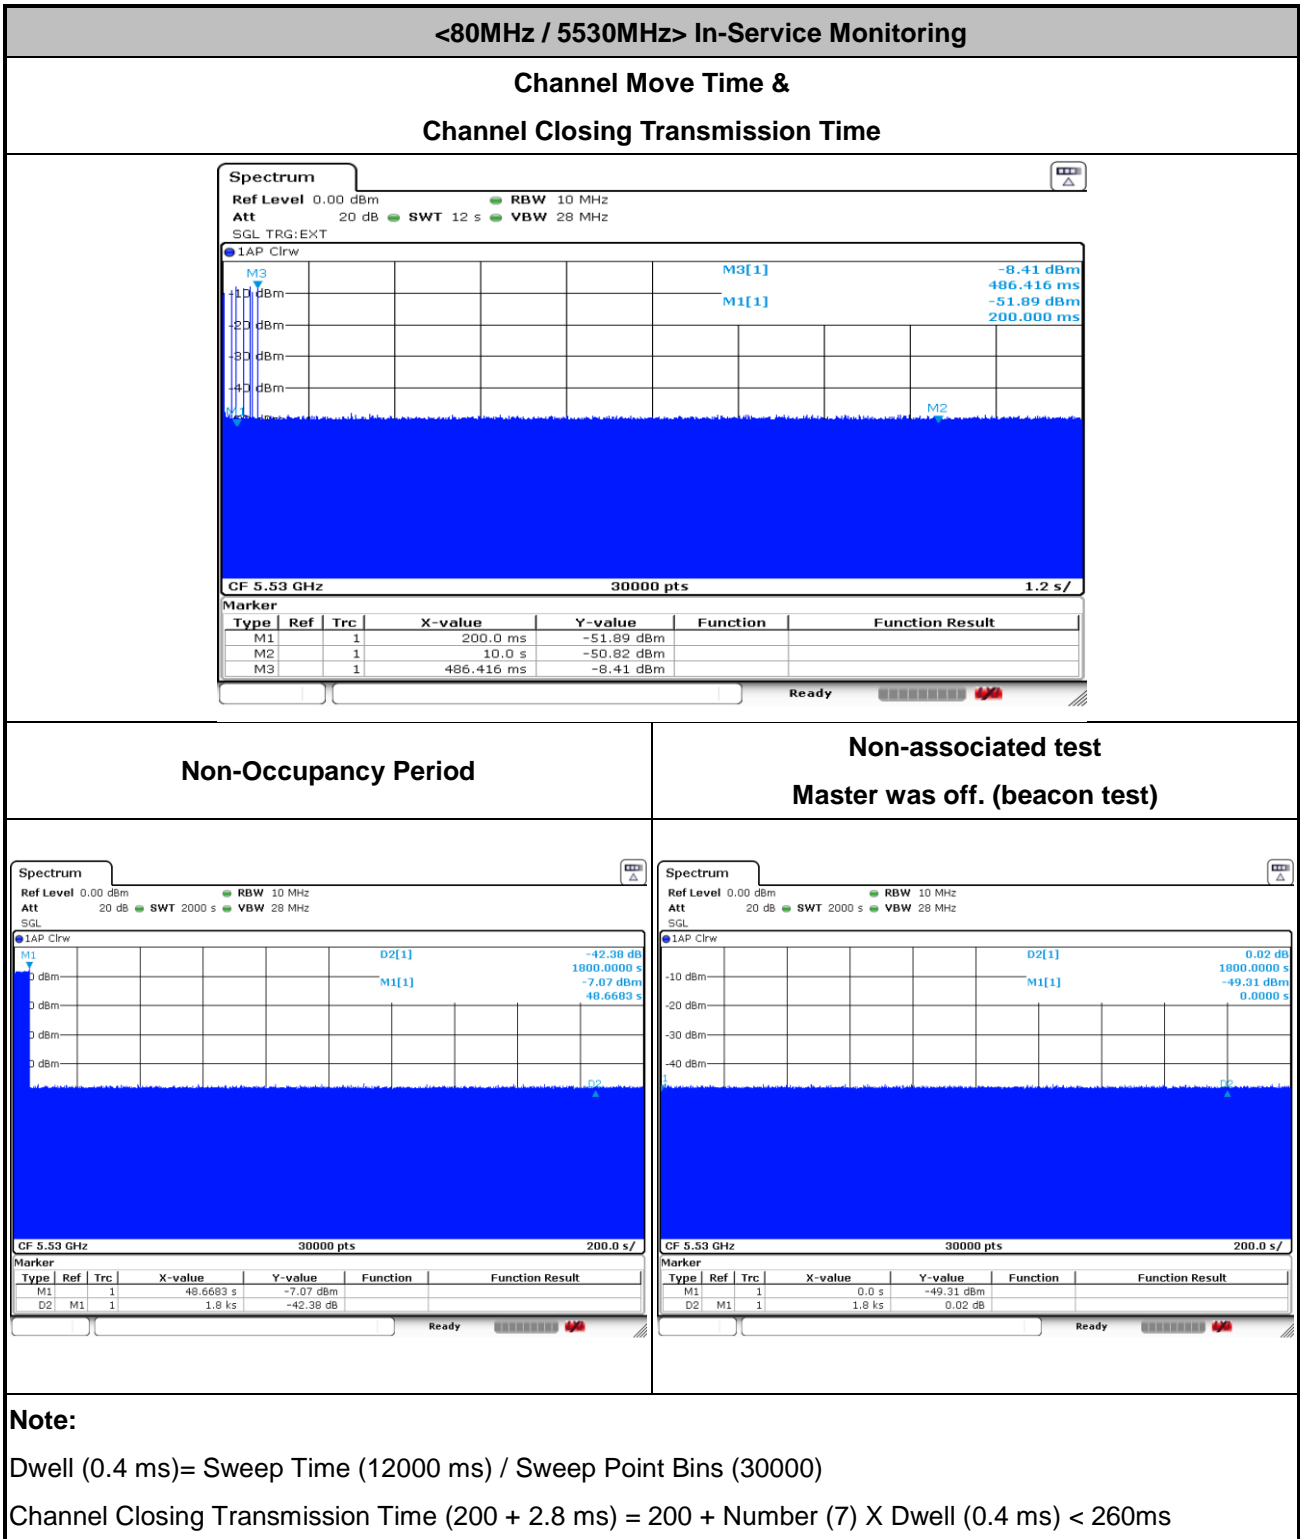 <80MHz / 5530MHz> In-Service Monitoring
Channel Move Time &
Channel Closing Transmission Time
Spectrum
Ref Level 0.00 dBm RBW 10 MHz
Att 20 dB SWT 12 s VBW 28 MHz
SGL TRG:EXT
1AP Clrw
M3 M3[1] -8.41 dBm
486.416 ms
-10 dBm M1[1] -51.89 dBm
200.000 ms
-20 dBm
-30 dBm
-40 dBm
M1 M2
CF 5.53 GHz 30000 pts 1.2 s/
Marker
Type Ref Trc X-value Y-value Function Function Result
M1 1 200.0 ms -51.89 dBm
M2 1 10.0 s -50.82 dBm
M3 1 486.416 ms -8.41 dBm
Ready
Non-Occupancy Period
Non-associated test
Master was off. (beacon test)
Spectrum
Ref Level 0.00 dBm RBW 10 MHz
Att 20 dB SWT 2000 s VBW 28 MHz
SGL
1AP Clrw
M1 D2[1] -42.38 dB
1800.0000 s
0 dBm M1[1] -7.07 dBm
48.6683 s
0 dBm
0 dBm
0 dBm
D2
CF 5.53 GHz 30000 pts 200.0 s/
Marker
Type Ref Trc X-value Y-value Function Function Result
M1 1 48.6683 s -7.07 dBm
D2 M1 1 1.8 ks -42.38 dB
Ready
Spectrum
Ref Level 0.00 dBm RBW 10 MHz
Att 20 dB SWT 2000 s VBW 28 MHz
SGL
1AP Clrw
D2[1] 0.02 dB
1800.0000 s
-10 dBm M1[1] -49.31 dBm
0.0000 s
-20 dBm
-30 dBm
-40 dBm
1 D2
CF 5.53 GHz 30000 pts 200.0 s/
Marker
Type Ref Trc X-value Y-value Function Function Result
M1 1 0.0 s -49.31 dBm
D2 M1 1 1.8 ks 0.02 dB
Ready
Note:
Dwell (0.4 ms)= Sweep Time (12000 ms) / Sweep Point Bins (30000)
Channel Closing Transmission Time (200 + 2.8 ms) = 200 + Number (7) X Dwell (0.4 ms) < 260ms